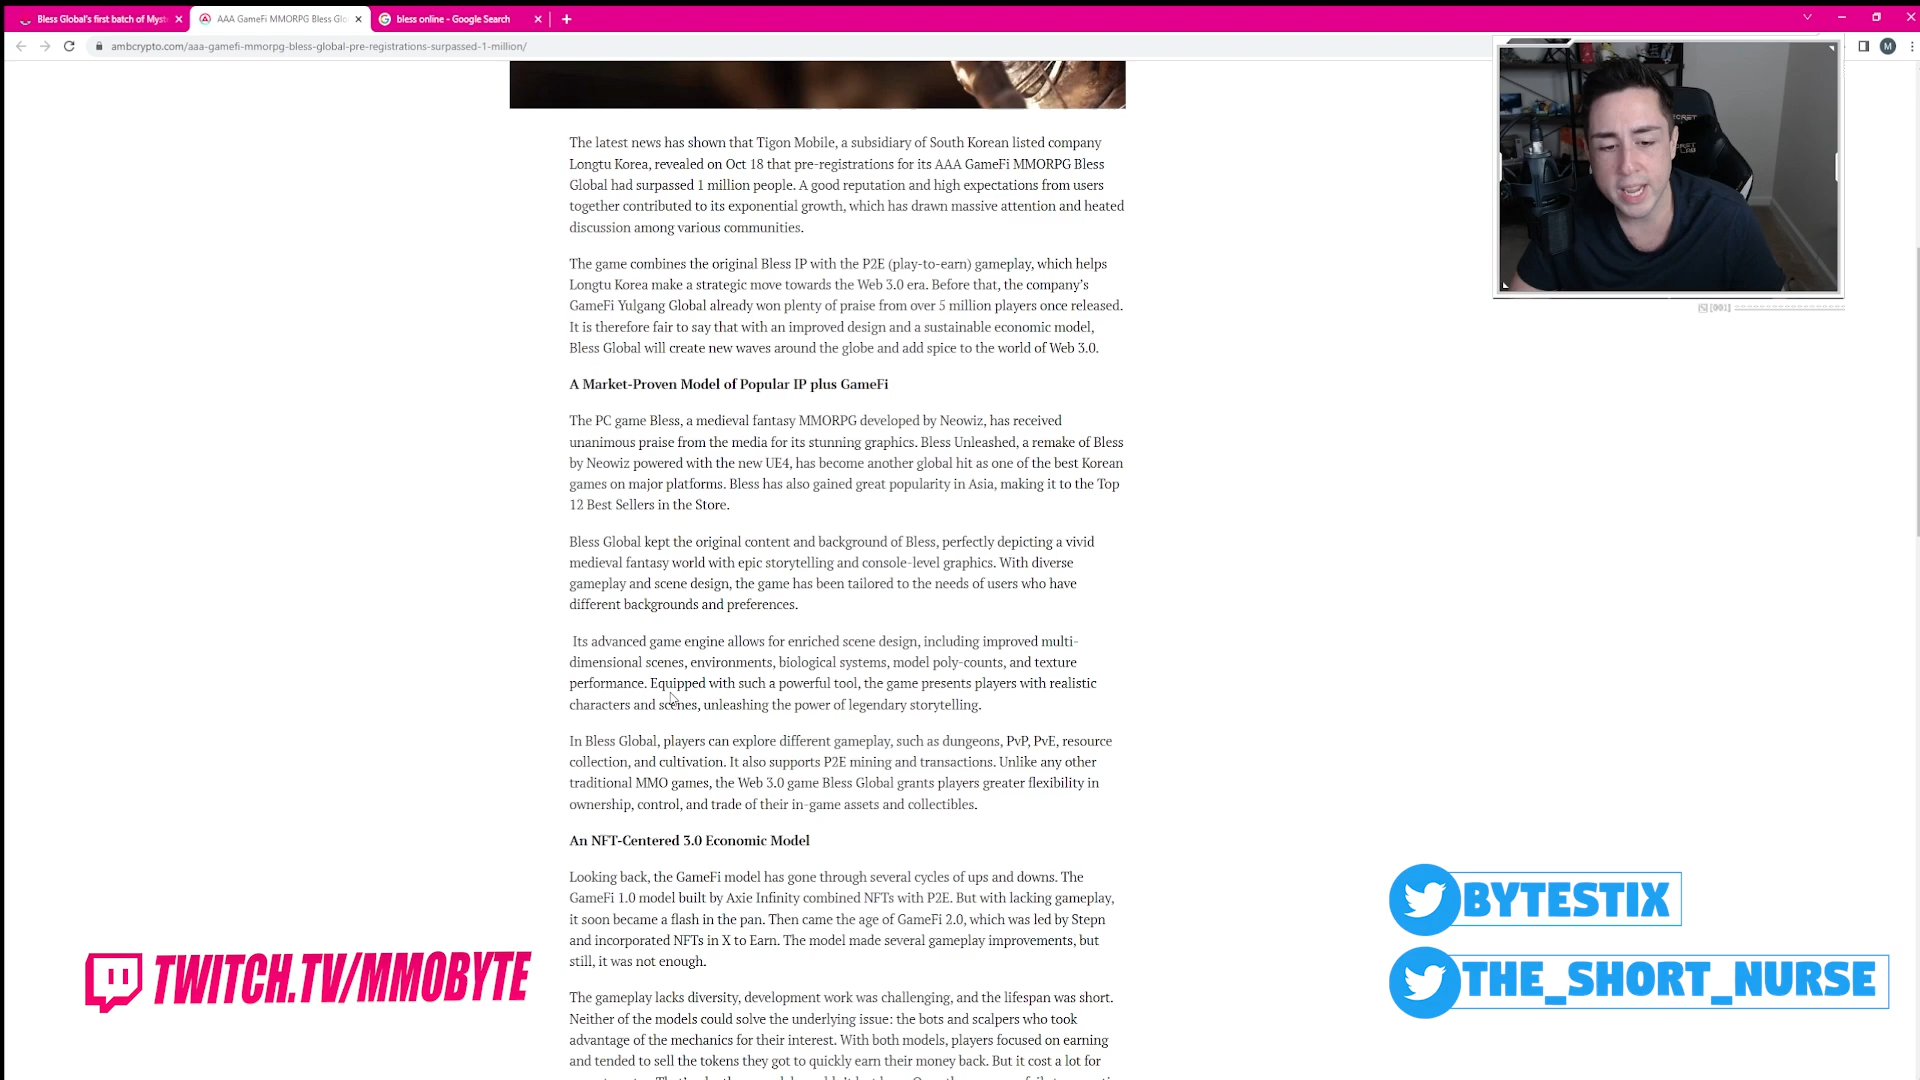 Bless Global's first batch of Myst
AAA GameFi MMORPG Bless Glo
bless online - Google Search
ambcrypto.com/aaa-gamefi-mmorpg-bless-global-pre-registrations-surpassed-1-million/
M
The latest news has shown that Tigon Mobile, a subsidiary of South Korean listed company
Longtu Korea, revealed on Oct 18 that pre-registrations for its AAA GameFi MMORPG Bless
Global had surpassed 1 million people. A good reputation and high expectations from users
together contributed to its exponential growth, which has drawn massive attention and heated
discussion among various communities.
The game combines the original Bless IP with the P2E (play-to-earn) gameplay, which helps
Longtu Korea make a strategic move towards the Web 3.0 era. Before that, the company's
GameFi Yulgang Global already won plenty of praise from over 5 million players once released.
It is therefore fair to say that with an improved design and a sustainable economic model,
Bless Global will create new waves around the globe and add spice to the world of Web 3.0.
A Market-Proven Model of Popular IP plus GameFi
The PC game Bless, a medieval fantasy MMORPG developed by Neowiz, has received
unanimous praise from the media for its stunning graphics. Bless Unleashed, a remake of Bless
by Neowiz powered with the new UE4, has become another global hit as one of the best Korean
games on major platforms. Bless has also gained great popularity in Asia, making it to the Top
12 Best Sellers in the Store.
Bless Global kept the original content and background of Bless, perfectly depicting a vivid
medieval fantasy world with epic storytelling and console-level graphics. With diverse
gameplay and scene design, the game has been tailored to the needs of users who have
different backgrounds and preferences.
Its advanced game engine allows for enriched scene design, including improved multi-
dimensional scenes, environments, biological systems, model poly-counts, and texture
performance. Equipped with such a powerful tool, the game presents players with realistic
characters and scenes, unleashing the power of legendary storytelling.
In Bless Global, players can explore different gameplay, such as dungeons, PvP, PvE, resource
collection, and cultivation. It also supports P2E mining and transactions. Unlike any other
traditional MMO games, the Web 3.0 game Bless Global grants players greater flexibility in
ownership, control, and trade of their in-game assets and collectibles.
An NFT-Centered 3.0 Economic Model
Looking back, the GameFi model has gone through several cycles of ups and downs. The
GameFi 1.0 model built by Axie Infinity combined NFTs with P2E. But with lacking gameplay,
it soon became a flash in the pan. Then came the age of GameFi 2.0, which was led by Stepn
and incorporated NFTs in X to Earn. The model made several gameplay improvements, but
still, it was not enough.
The gameplay lacks diversity, development work was challenging, and the lifespan was short.
Neither of the models could solve the underlying issue: the bots and scalpers who took
advantage of the mechanics for their interest. With both models, players focused on earning
and tended to sell the tokens they got to quickly earn their money back. But it cost a lot for
[001]
TWITCH.TV/MMOBYTE
BYTESTIX
THE_SHORT_NURSE